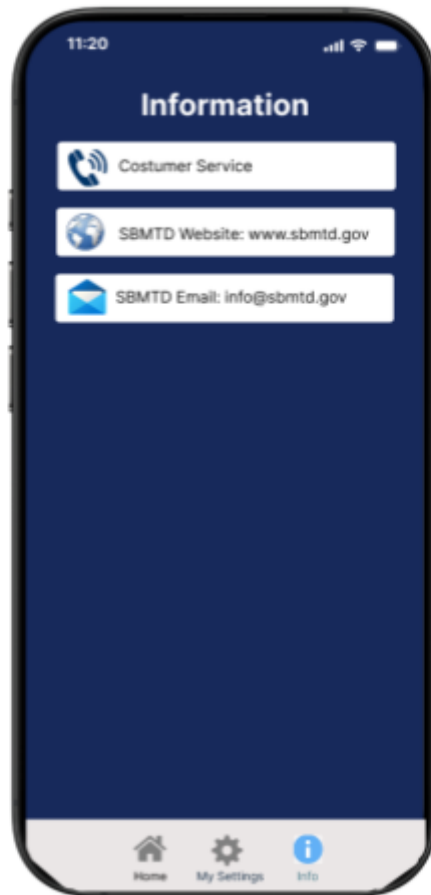 11:20
Information
Costumer Service
SBMTD Website: www.sbmtd.gov
SBMTD Email: info@sbmtd.gov
Home My Settings Info